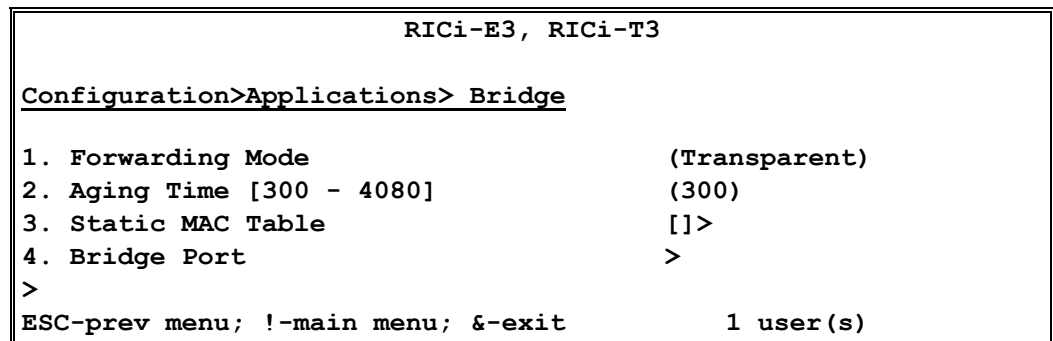 RICi-E3, RICi-T3
Configuration>Applications> Bridge
1. Forwarding Mode (Transparent)
2. Aging Time [300 - 4080] (300)
3. Static MAC Table []>
4. Bridge Port >
>
ESC-prev menu; !-main menu; &-exit 1 user(s)